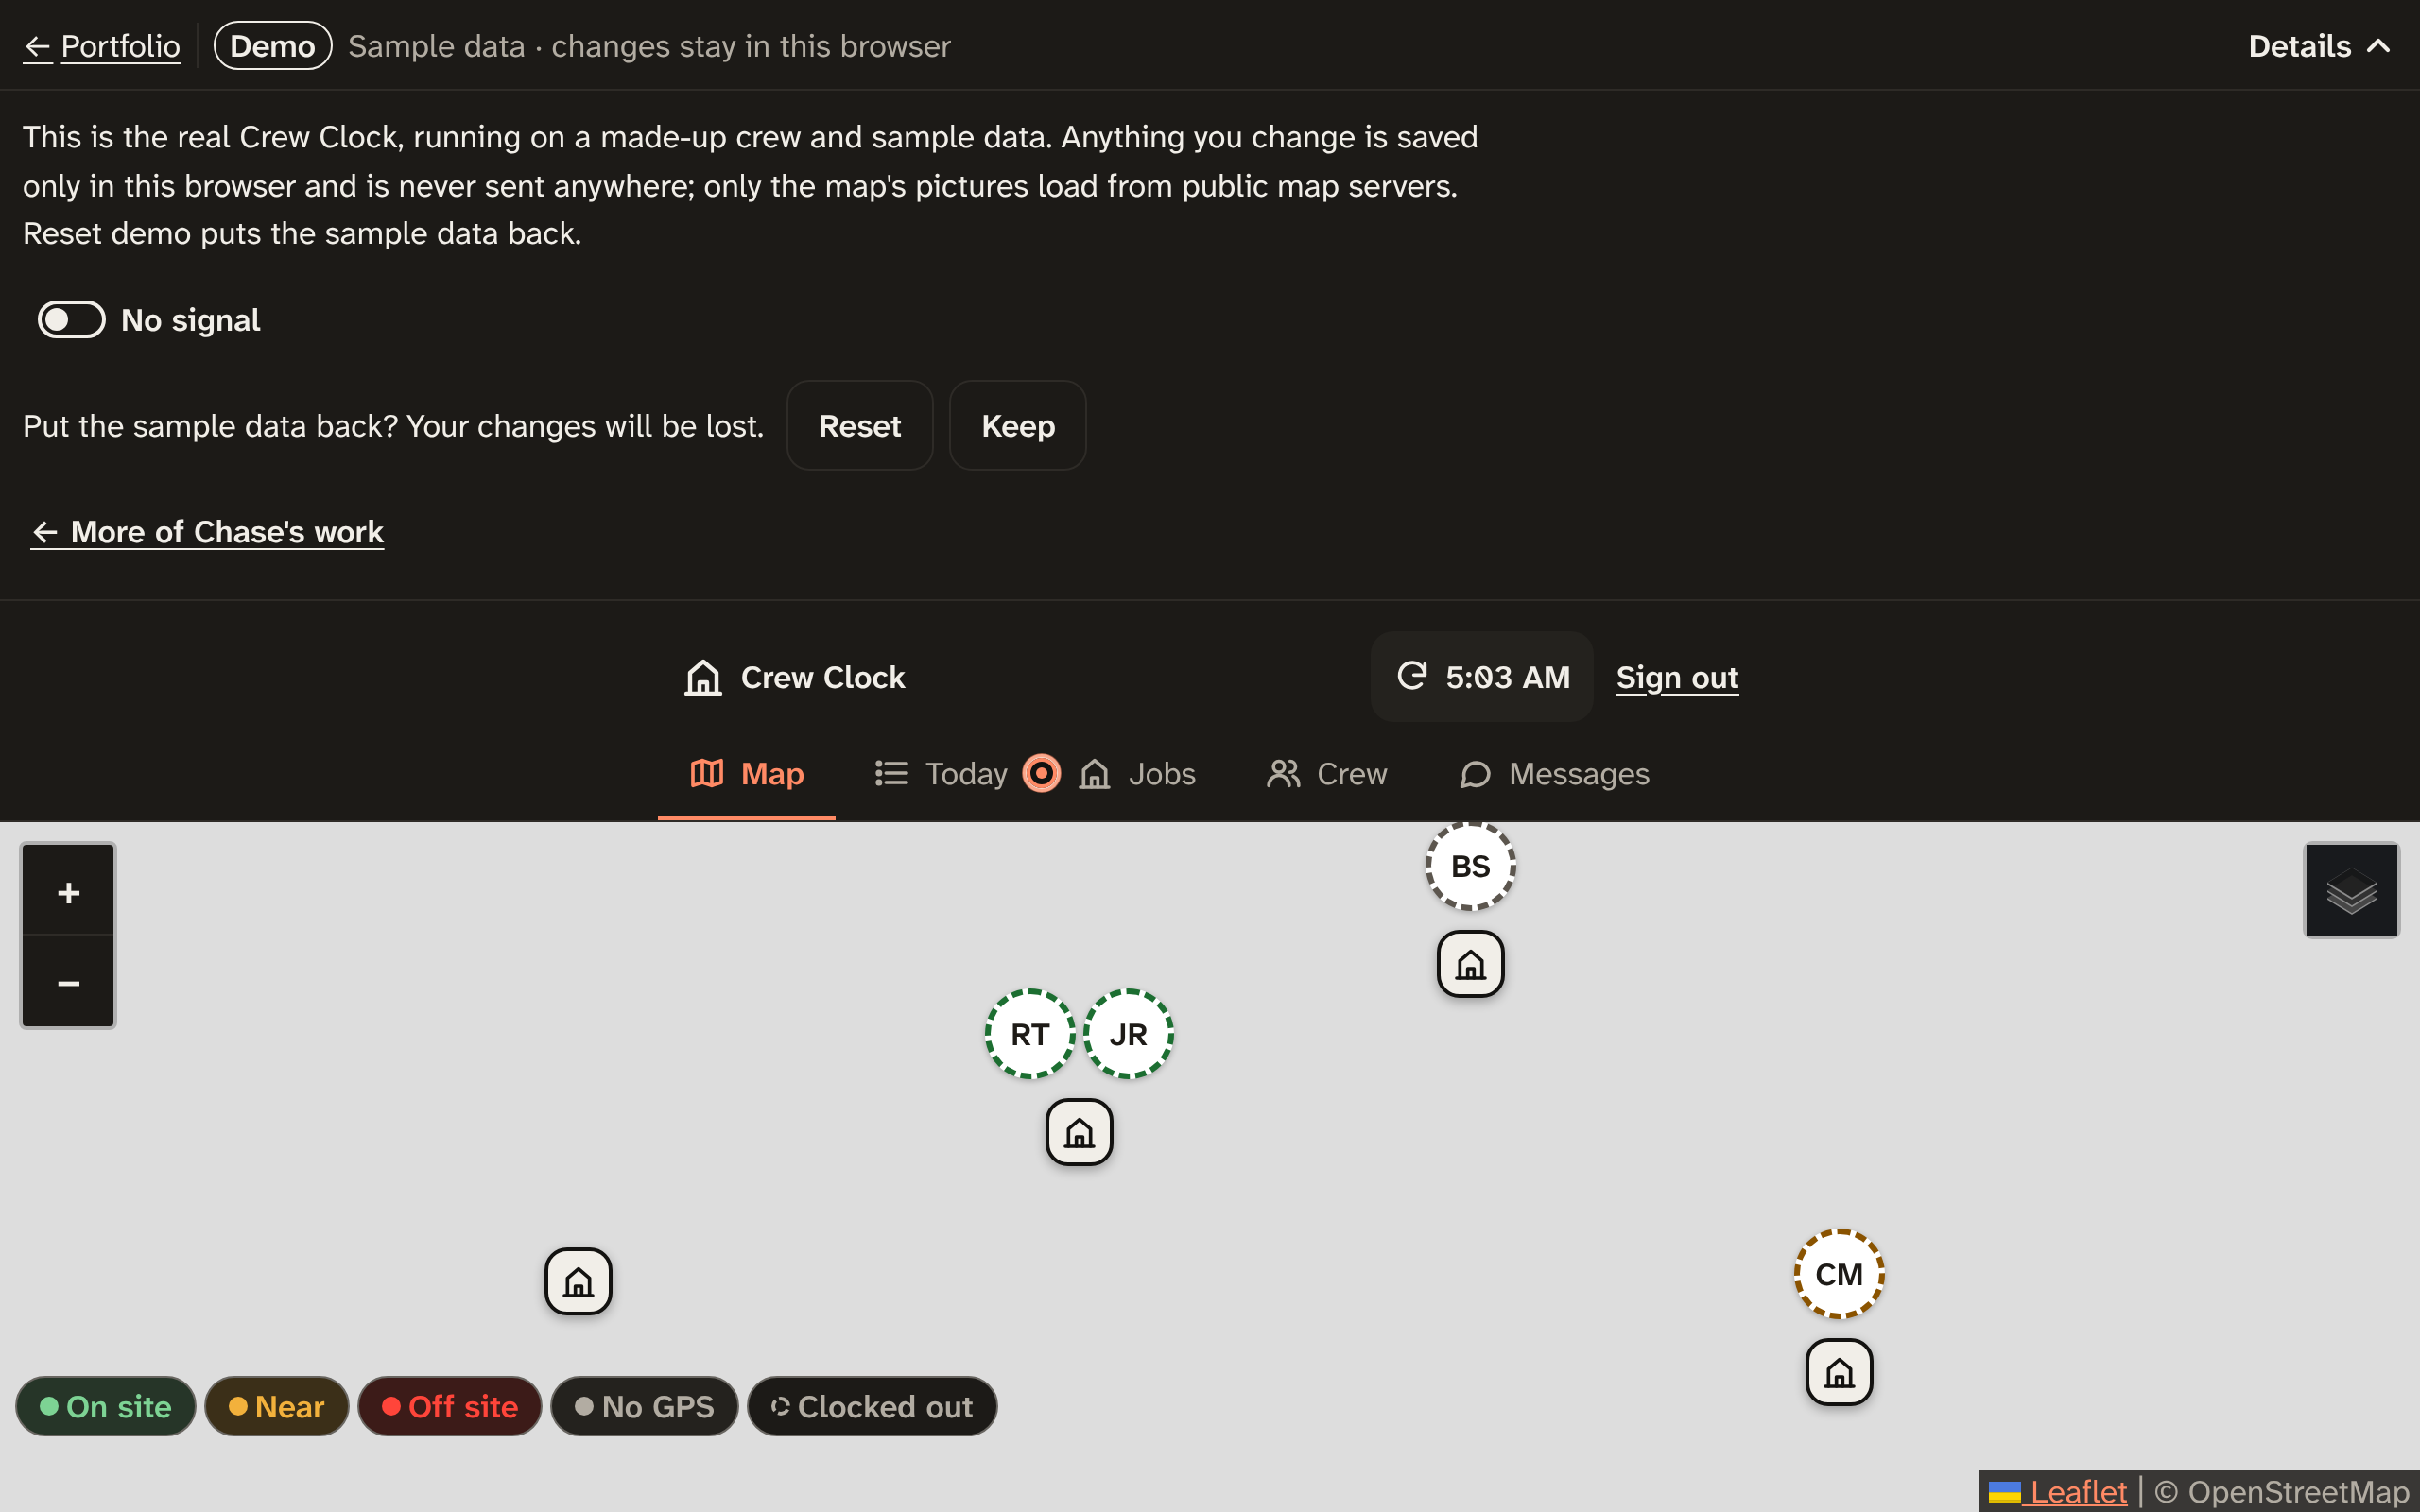 ← Portfolio
Demo
Sample data · changes stay in this browser
Details
This is the real Crew Clock, running on a made-up crew and sample data. Anything you change is saved
only in this browser and is never sent anywhere; only the map's pictures load from public map servers.
Reset demo puts the sample data back.
No signal
Put the sample data back? Your changes will be lost.
Reset
Keep
← More of Chase's work
Crew Clock
5:03 AM
Sign out
Map
Today
Jobs
Crew
Messages
+
−
BS
RT
JR
CM
On site
Near
Off site
No GPS
Clocked out
Leaflet | © OpenStreetMap